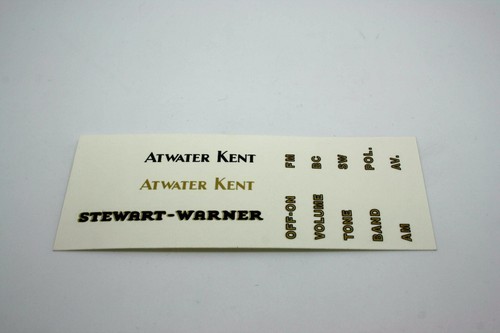 ATWATER KENT
ATWATER KENT
STEWART-WARNER
OFF-ON FM
VOLUME BC
TONE SW
BAND POL.
AM AV.